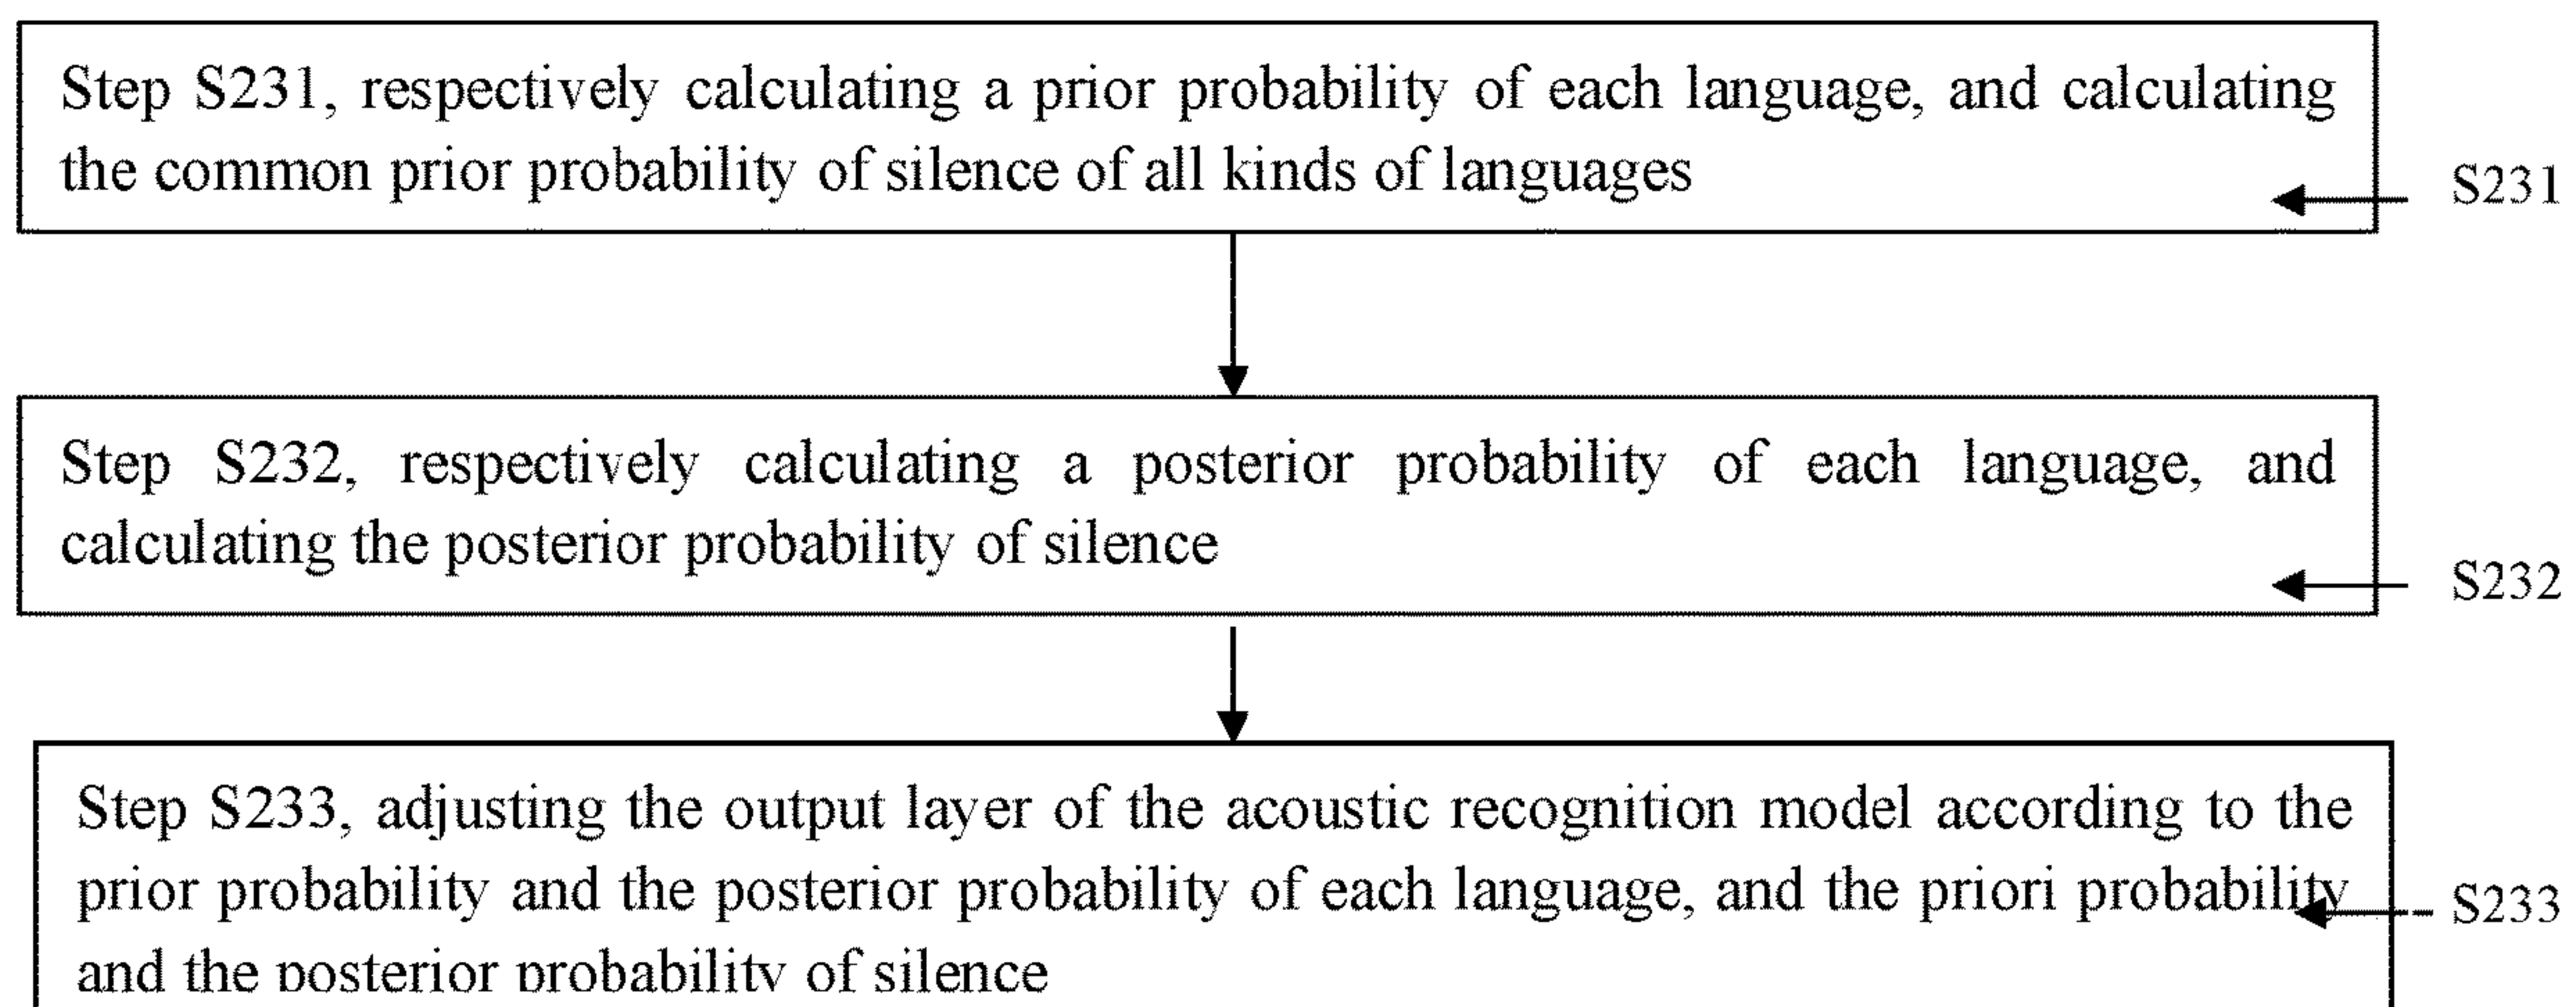 Step S231, respectively calculating a prior probability of each language, and calculating
the common prior probability of silence of all kinds of languages
S231
Step S232, respectively calculating a posterior probability of each language, and
calculating the posterior probability of silence
S232
Step S233, adjusting the output layer of the acoustic recognition model according to the
prior probability and the posterior probability of each language, and the priori probability
S233
and the posterior probability of silence